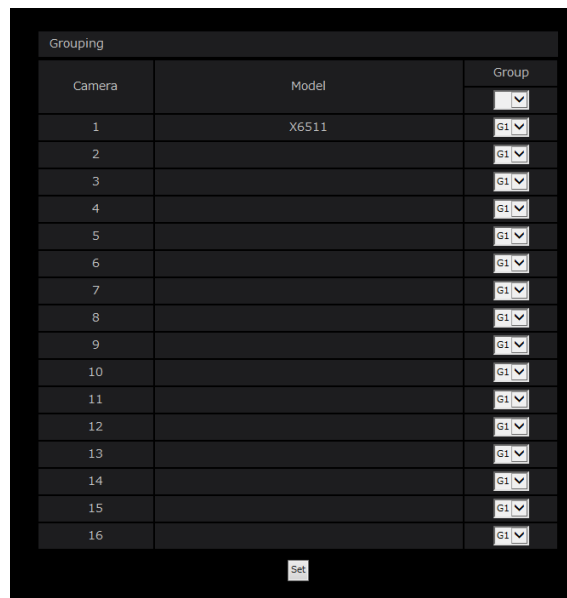 Grouping
Camera Model Group
1 X6511 G1
2 G1
3 G1
4 G1
5 G1
6 G1
7 G1
8 G1
9 G1
10 G1
11 G1
12 G1
13 G1
14 G1
15 G1
16 G1
Set